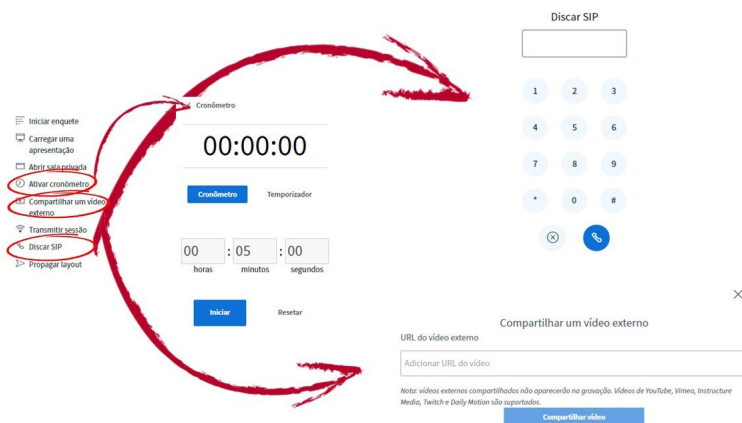 Iniciar enquete
Carregar uma
apresentação
Abrir sala privada
Ativar cronômetro
Compartilhar um vídeo
externo
Transmitir sessão
Discar SIP
Propagar layout
Cronômetro
00:00:00
Cronômetro Temporizador
00 : 05 : 00
horas minutos segundos
Iniciar Resetar
Discar SIP
1 2 3
4 5 6
7 8 9
* 0 #
Compartilhar um vídeo externo
URL do vídeo externo
Adicionar URL do vídeo
Nota: vídeos externos compartilhados não aparecerão na gravação. Vídeos de YouTube, Vimeo, Instructure
Media, Twitch e Daily Motion são suportados.
Compartilhar vídeo